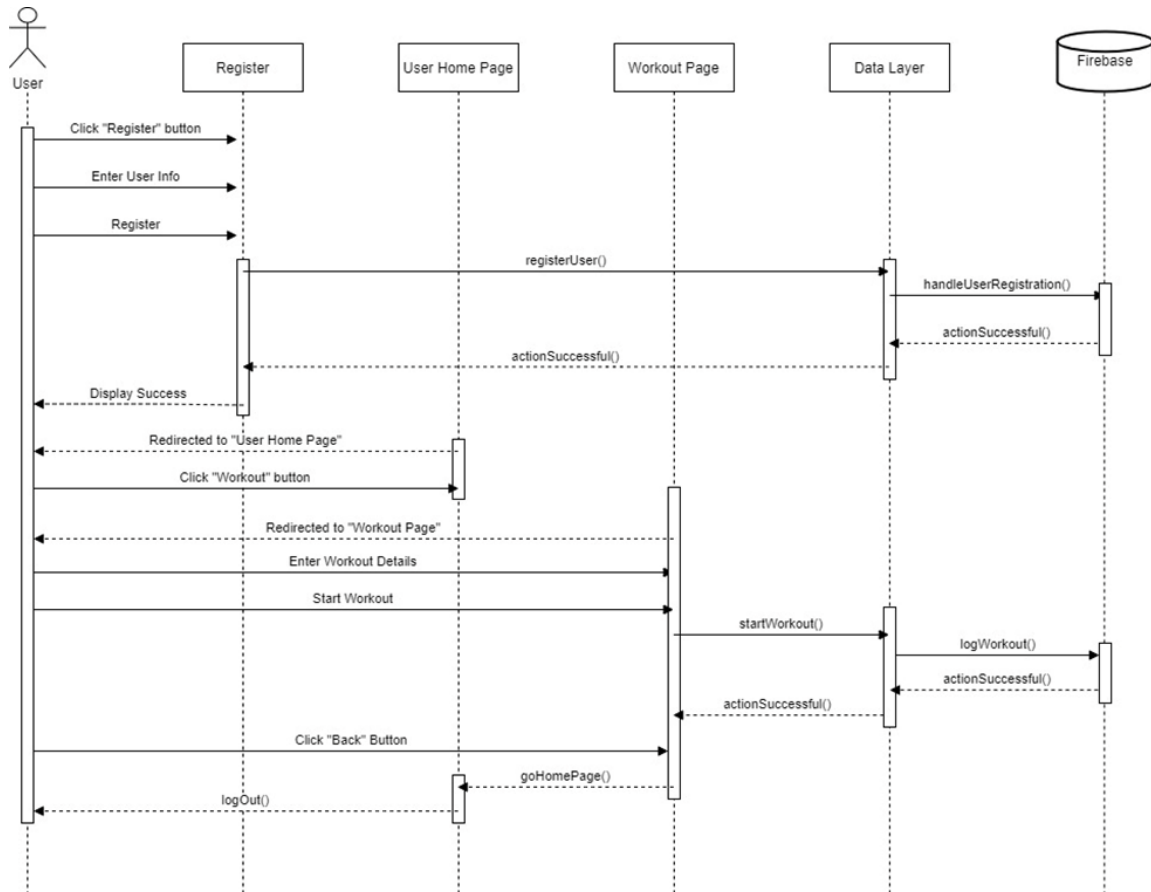 User
Register
User Home Page
Workout Page
Data Layer
Firebase
Click "Register" button
Enter User Info
Register
registerUser()
handleUserRegistration()
actionSuccessful()
actionSuccessful()
Display Success
Redirected to "User Home Page"
Click "Workout" button
Redirected to "Workout Page"
Enter Workout Details
Start Workout
startWorkout()
logWorkout()
actionSuccessful()
actionSuccessful()
Click "Back" Button
goHomePage()
logOut()